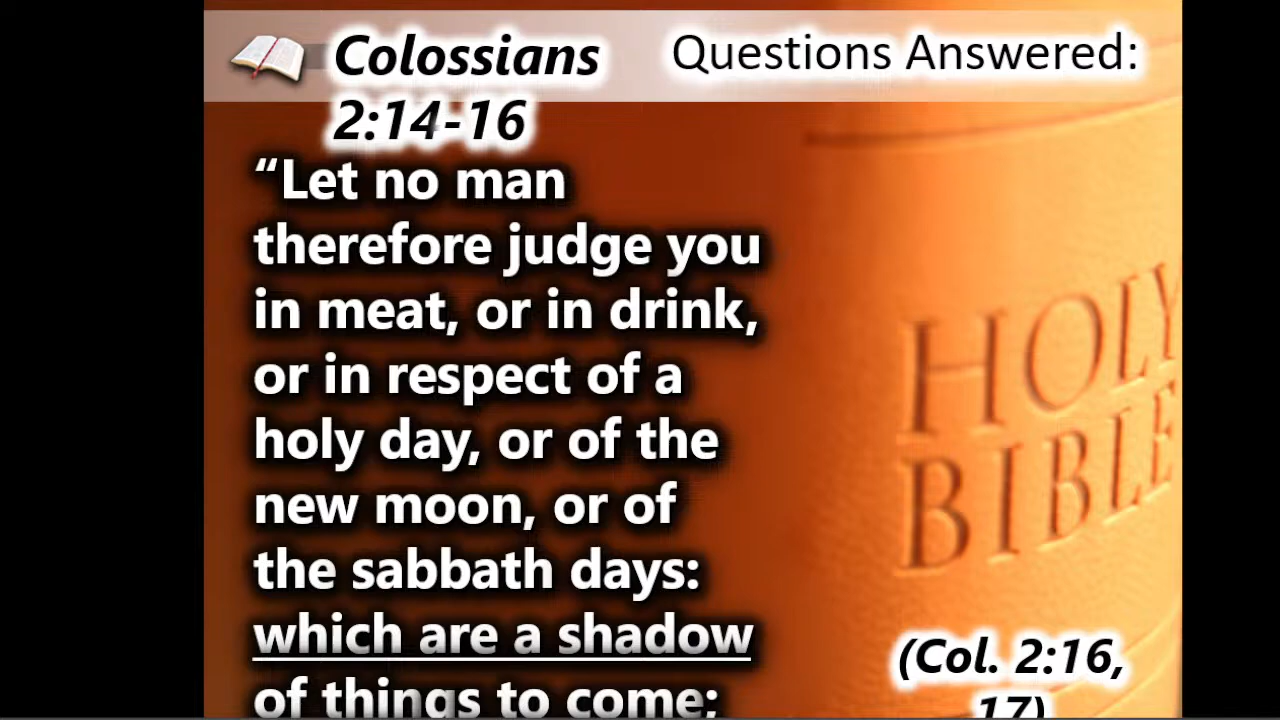 Colossians
2:14-16
Questions Answered:
“Let no man
therefore judge you
in meat, or in drink,
or in respect of a
holy day, or of the
new moon, or of
the sabbath days:
which are a shadow
of things to come;
HOLY
BIBLE
(Col. 2:16,
17)